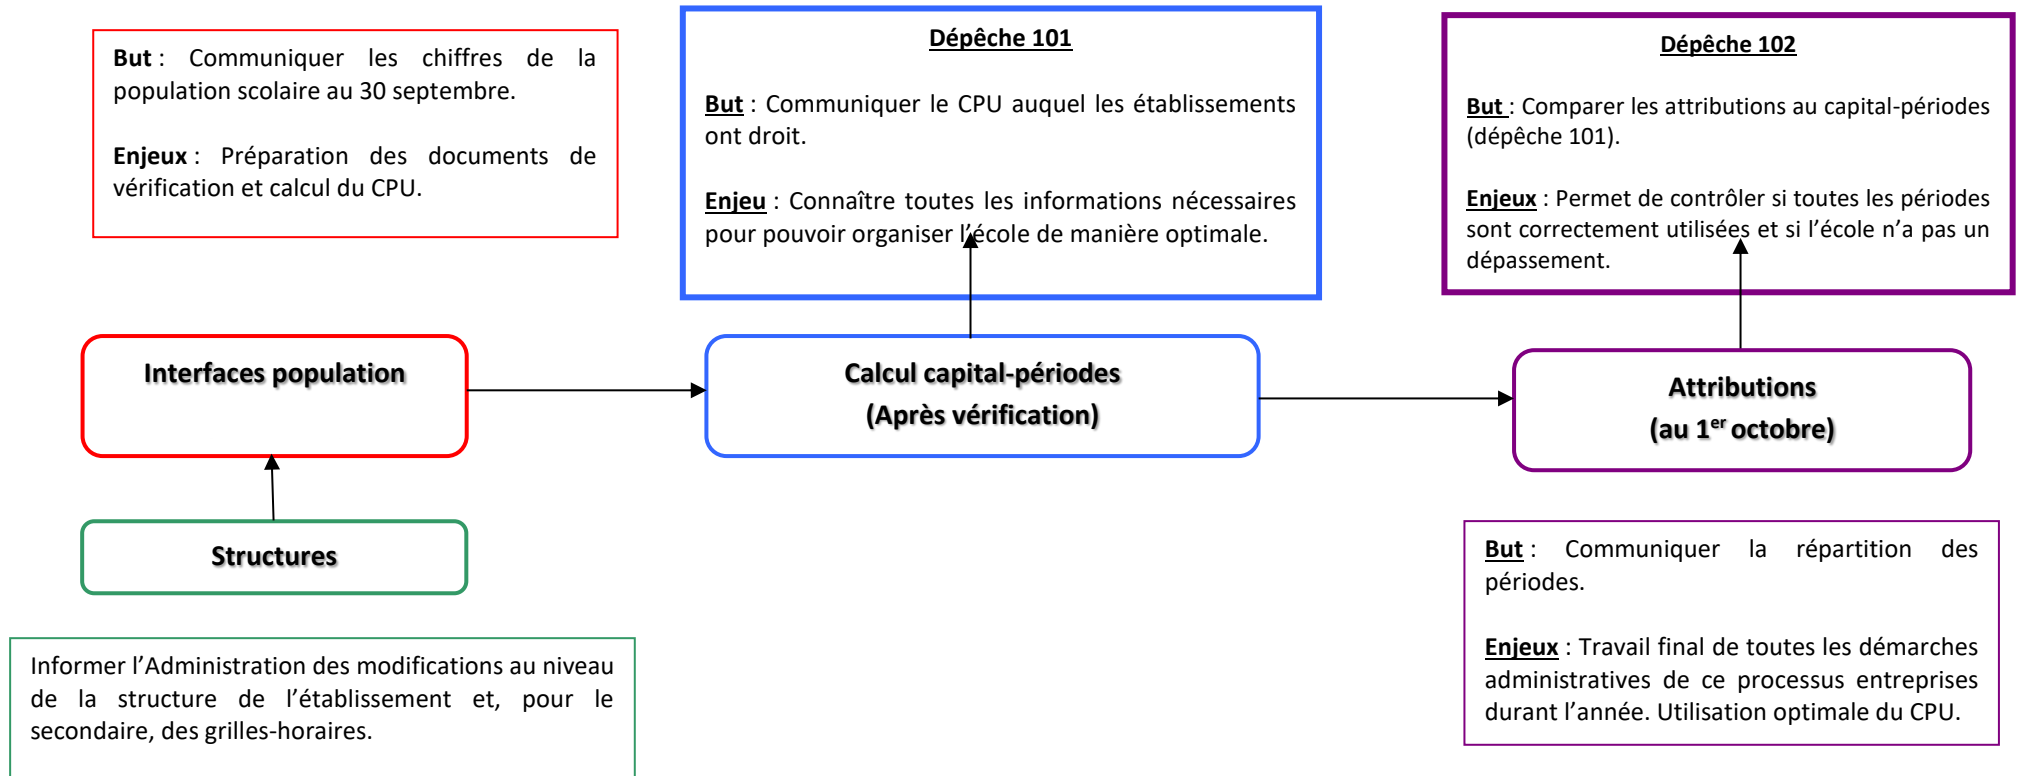 But : Communiquer les chiffres de la
population scolaire au 30 septembre.
Enjeux : Préparation des documents de
vérification et calcul du CPU.
Dépêche 101
But : Communiquer le CPU auquel les établissements
ont droit.
Enjeu : Connaître toutes les informations nécessaires
pour pouvoir organiser l’école de manière optimale.
Dépêche 102
But : Comparer les attributions au capital-périodes
(dépêche 101).
Enjeux : Permet de contrôler si toutes les périodes
sont correctement utilisées et si l’école n’a pas un
dépassement.
Interfaces population
Calcul capital-périodes
(Après vérification)
Attributions
(au 1er octobre)
Structures
Informer l’Administration des modifications au niveau
de la structure de l’établissement et, pour le
secondaire, des grilles-horaires.
But : Communiquer la répartition des
périodes.
Enjeux : Travail final de toutes les démarches
administratives de ce processus entreprises
durant l’année. Utilisation optimale du CPU.